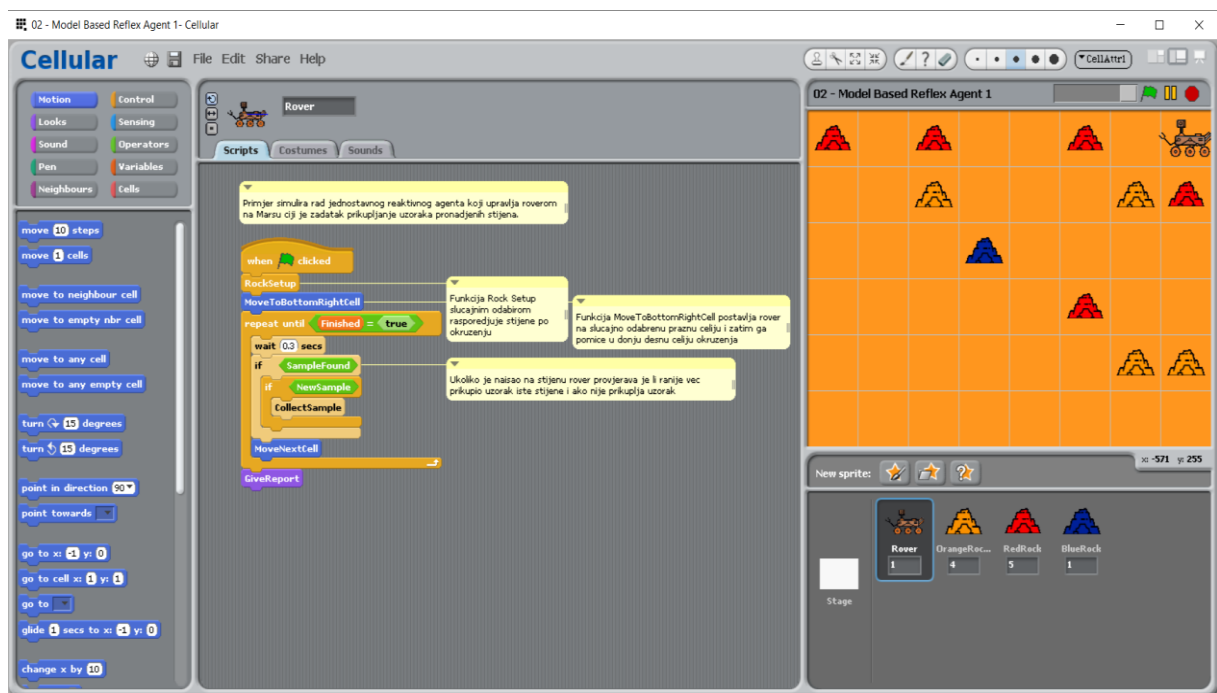 02 - Model Based Reflex Agent 1- Cellular
Cellular
File Edit Share Help
CellAttr1
Motion Control
Looks Sensing
Sound Operators
Pen Variables
Neighbours Cells
move 10 steps
move 1 cells
move to neighbour cell
move to empty nbr cell
move to any cell
move to any empty cell
turn 15 degrees
turn 15 degrees
point in direction 90
point towards
go to x: -1 y: 0
go to cell x: 1 y: 1
go to
glide 1 secs to x: -1 y: 0
change x by 10
Rover
Scripts Costumes Sounds
Primjer simulira rad jednostavnog reaktivnog agenta koji upravlja roverom
na Marsu ciji je zadatak prikupljanje uzoraka pronadjenih stijena.
when clicked
RockSetup
MoveToBottomRightCell
repeat until Finished = true
wait 0.3 secs
if SampleFound
if NewSample
CollectSample
MoveNextCell
GiveReport
Funkcija Rock Setup
slucajnim odabirom
rasporedjuje stijene po
okruzenju
Funkcija MoveToBottomRightCell postavlja rover
na slucajno odabrenu praznu celiju i zatim ga
pomice u donju desnu celiju okruzenja
Ukoliko je naisao na stijenu rover provjerava je li ranije vec
prikupio uzorak iste stijene i ako nije prikuplja uzorak
02 - Model Based Reflex Agent 1
x: -571 y: 255
New sprite:
Rover OrangeRoc... RedRock BlueRock
1 4 5 1
Stage